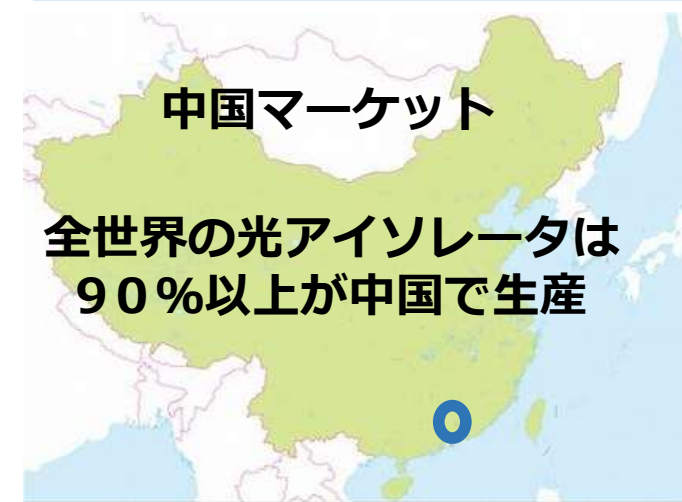 中国マーケット
全世界の光アイソレータは
９０％以上が中国で生産